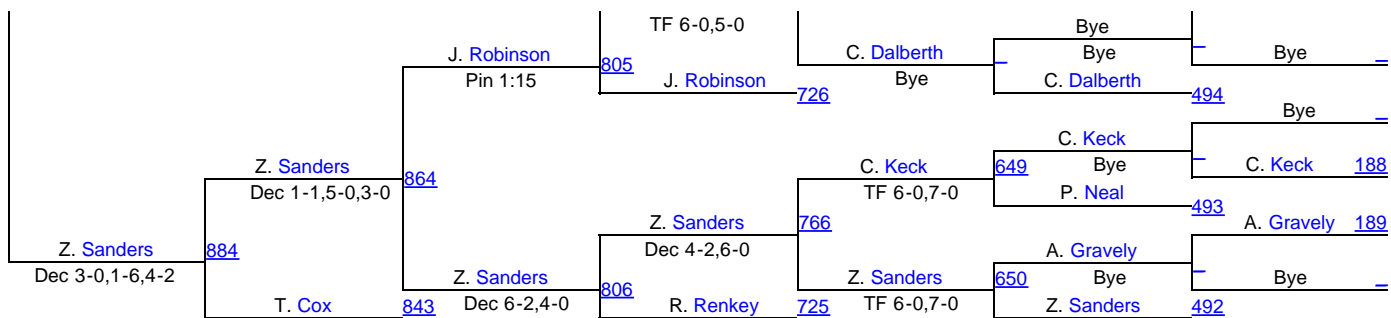 TF 6-0,5-0
Bye
J. Robinson
C. Dalberth
Bye
Bye
805
Pin 1:15
J. Robinson
Bye
C. Dalberth
726
494
Bye
C. Keck
Z. Sanders
C. Keck
649
Bye
C. Keck 188
864
Dec 1-1,5-0,3-0
TF 6-0,7-0
P. Neal
493
Z. Sanders
766
A. Gravely 189
Z. Sanders
884
Dec 4-2,6-0
A. Gravely
Dec 3-0,1-6,4-2
Z. Sanders
Z. Sanders
650
Bye
Bye
806
T. Cox
843
Dec 6-2,4-0
R. Renkey
725
TF 6-0,7-0
Z. Sanders
492